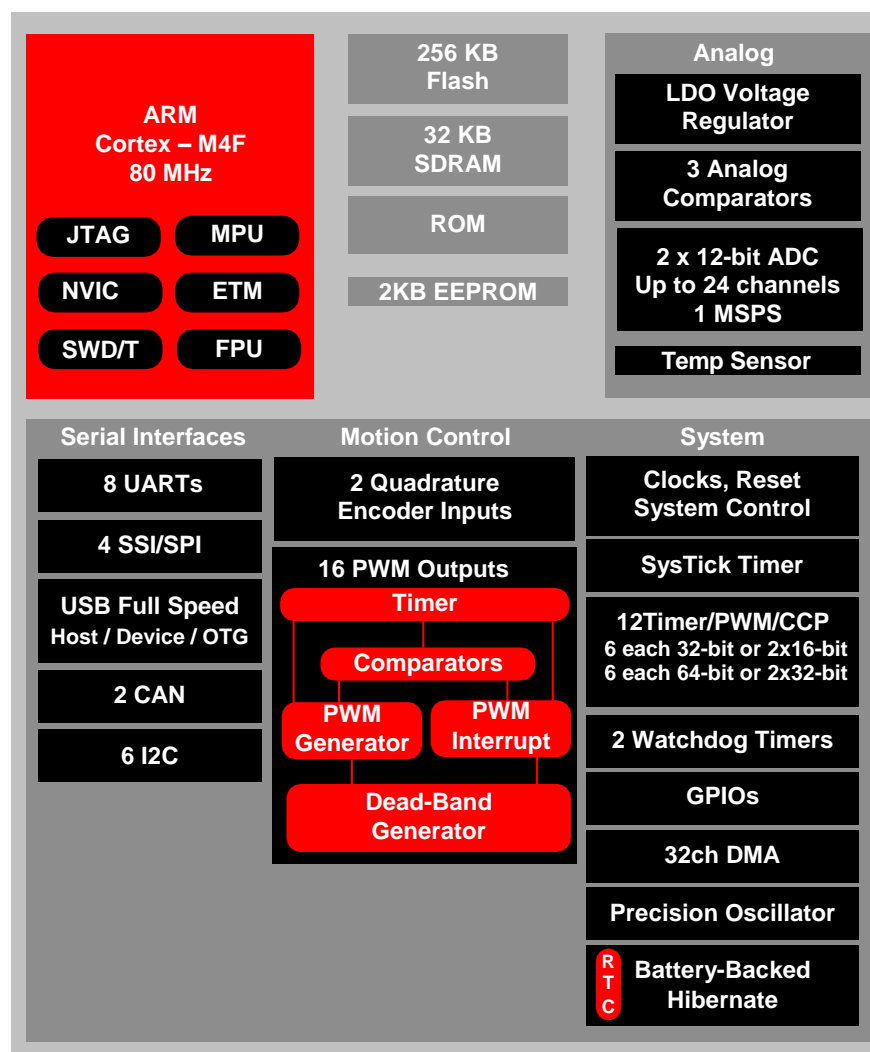 ARM
Cortex – M4F
80 MHz
JTAG
MPU
NVIC
ETM
SWD/T
FPU
256 KB
Flash
32 KB
SDRAM
ROM
2KB EEPROM
Analog
LDO Voltage
Regulator
3 Analog
Comparators
2 x 12-bit ADC
Up to 24 channels
1 MSPS
Temp Sensor
Serial Interfaces
8 UARTs
4 SSI/SPI
USB Full Speed
Host / Device / OTG
2 CAN
6 I2C
Motion Control
2 Quadrature
Encoder Inputs
16 PWM Outputs
Timer
Comparators
PWM
Generator
PWM
Interrupt
Dead-Band
Generator
System
Clocks, Reset
System Control
SysTick Timer
12Timer/PWM/CCP
6 each 32-bit or 2x16-bit
6 each 64-bit or 2x32-bit
2 Watchdog Timers
GPIOs
32ch DMA
Precision Oscillator
R
T
C
Battery-Backed
Hibernate